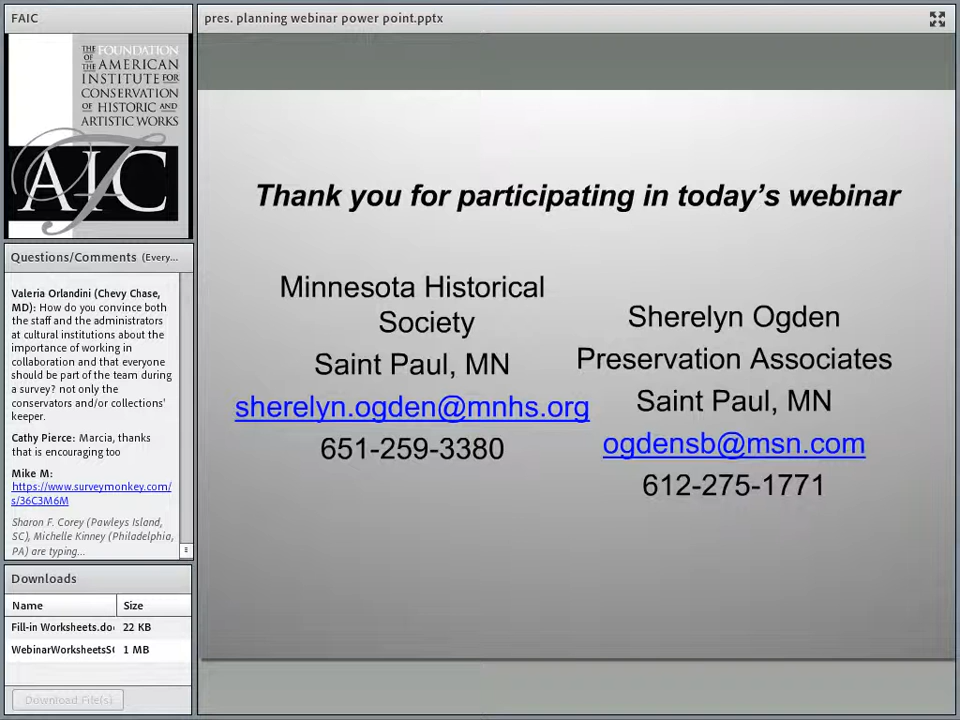 FAIC
THE FOUNDATION
OF THE AMERICAN
INSTITUTE FOR
CONSERVATION
OF HISTORIC AND
ARTISTIC WORKS
AIC
Questions/Comments (Every...
Valeria Orlandini (Chevy Chase,
MD): How do you convince both
the staff and the administrators
at cultural institutions about the
importance of working in
collaboration and that everyone
should be part of the team during
a survey? not only the
conservators and/or collections'
keeper.
Cathy Pierce: Marcia, thanks
that is encouraging too
Mike M:
https://www.surveymonkey.com/
s/36C3M6M
Sharon F. Corey (Pawleys Island,
SC), Michelle Kinney (Philadelphia,
PA) are typing...
Downloads
Name Size
Fill-in Worksheets.do 22 KB
WebinarWorksheetsS 1 MB
Download File(s)
pres. planning webinar power point.pptx
Thank you for participating in today's webinar
Minnesota Historical
Society
Saint Paul, MN
sherelyn.ogden@mnhs.org
651-259-3380
Sherelyn Ogden
Preservation Associates
Saint Paul, MN
ogdensb@msn.com
612-275-1771